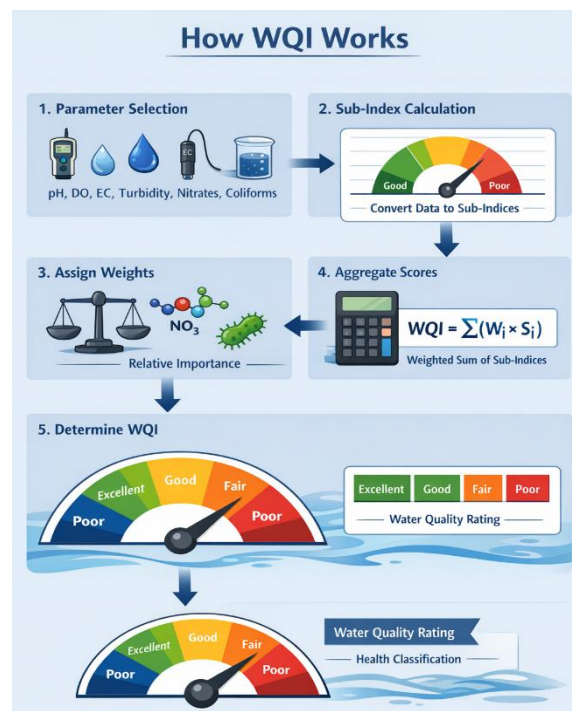 How WQI Works
1. Parameter Selection
EC
pH, DO, EC, Turbidity, Nitrates, Coliforms
2. Sub-Index Calculation
Good
Poor
Convert Data to Sub-Indices
3. Assign Weights
NO₃
Relative Importance
4. Aggregate Scores
WQI = ∑(Wᵢ × Sᵢ)
Weighted Sum of Sub-Indices
5. Determine WQI
Poor
Excellent
Good
Fair
Poor
Excellent Good Fair Poor
Water Quality Rating
Poor
Excellent
Good
Fair
Poor
Water Quality Rating
Health Classification